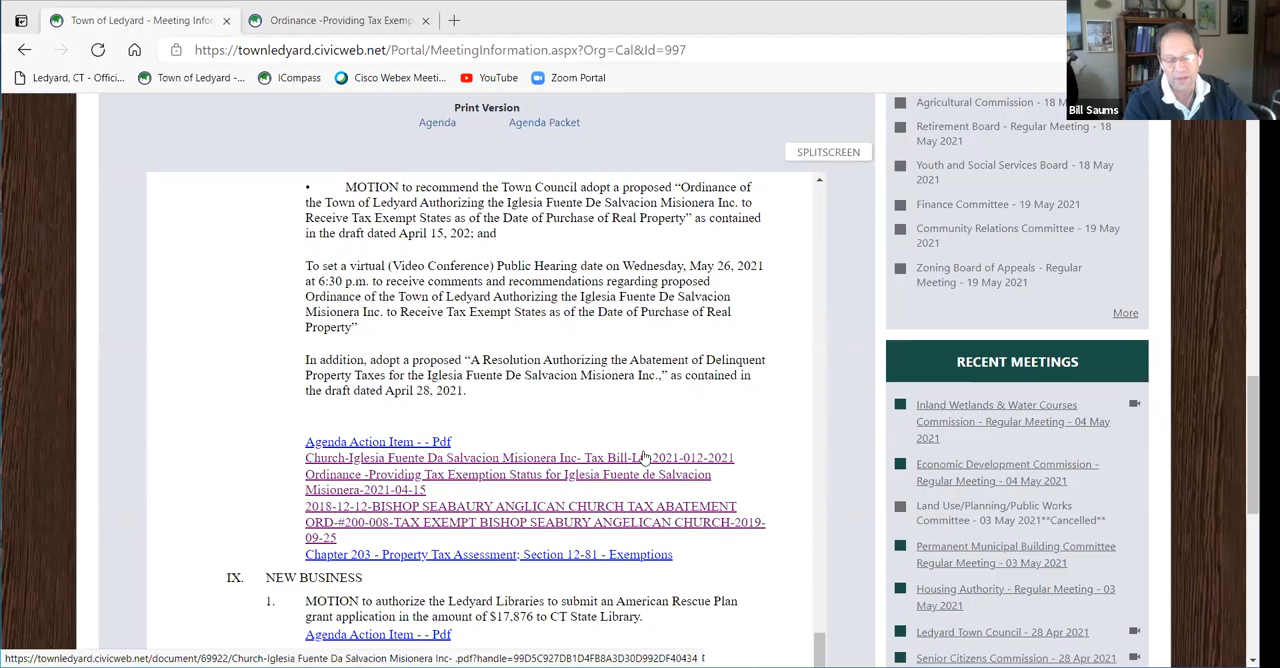 Town of Ledyard - Meeting Infor
Ordinance -Providing Tax Exemp
https://townledyard.civicweb.net/Portal/MeetingInformation.aspx?Org=Cal&Id=997
Ledyard, CT - Offici...
Town of Ledyard -...
ICompass
Cisco Webex Meeti...
YouTube
Zoom Portal
Bill Saums
Print Version
Agenda
Agenda Packet
SPLITSCREEN
• MOTION to recommend the Town Council adopt a proposed “Ordinance of
the Town of Ledyard Authorizing the Iglesia Fuente De Salvacion Misionera Inc. to
Receive Tax Exempt States as of the Date of Purchase of Real Property” as contained
in the draft dated April 15, 202; and
To set a virtual (Video Conference) Public Hearing date on Wednesday, May 26, 2021
at 6:30 p.m. to receive comments and recommendations regarding proposed
Ordinance of the Town of Ledyard Authorizing the Iglesia Fuente De Salvacion
Misionera Inc. to Receive Tax Exempt States as of the Date of Purchase of Real
Property”
In addition, adopt a proposed “A Resolution Authorizing the Abatement of Delinquent
Property Taxes for the Iglesia Fuente De Salvacion Misionera Inc.,” as contained in
the draft dated April 28, 2021.
Agenda Action Item - - Pdf
Church-Iglesia Fuente Da Salvacion Misionera Inc- Tax Bill- 2021-012-2021
Ordinance -Providing Tax Exemption Status for Iglesia Fuente de Salvacion
Misionera-2021-04-15
2018-12-12-BISHOP SEABAURY ANGLICAN CHURCH TAX ABATEMENT
ORD-#200-008-TAX EXEMPT BISHOP SEABURY ANGELICAN CHURCH-2019-
09-25
Chapter 203 - Property Tax Assessment; Section 12-81 - Exemptions
IX. NEW BUSINESS
1. MOTION to authorize the Ledyard Libraries to submit an American Rescue Plan
grant application in the amount of $17,876 to CT State Library.
Agenda Action Item - - Pdf
Agricultural Commission - 18 M
Retirement Board - Regular Meeting - 18
May 2021
Youth and Social Services Board - 18 May
2021
Finance Committee - 19 May 2021
Community Relations Committee - 19 May
2021
Zoning Board of Appeals - Regular
Meeting - 19 May 2021
More
RECENT MEETINGS
Inland Wetlands & Water Courses
Commission - Regular Meeting - 04 May
2021
Economic Development Commission -
Regular Meeting - 04 May 2021
Land Use/Planning/Public Works
Committee - 03 May 2021**Cancelled**
Permanent Municipal Building Committee
Regular Meeting - 03 May 2021
Housing Authority - Regular Meeting - 03
May 2021
Ledyard Town Council - 28 Apr 2021
Senior Citizens Commission - 28 Apr 2021
https://townledyard.civicweb.net/document/69922/Church-Iglesia Fuente Da Salvacion Misionera Inc- .pdf?handle=99D5C927DB1D4FB8A3D30D992DF40434